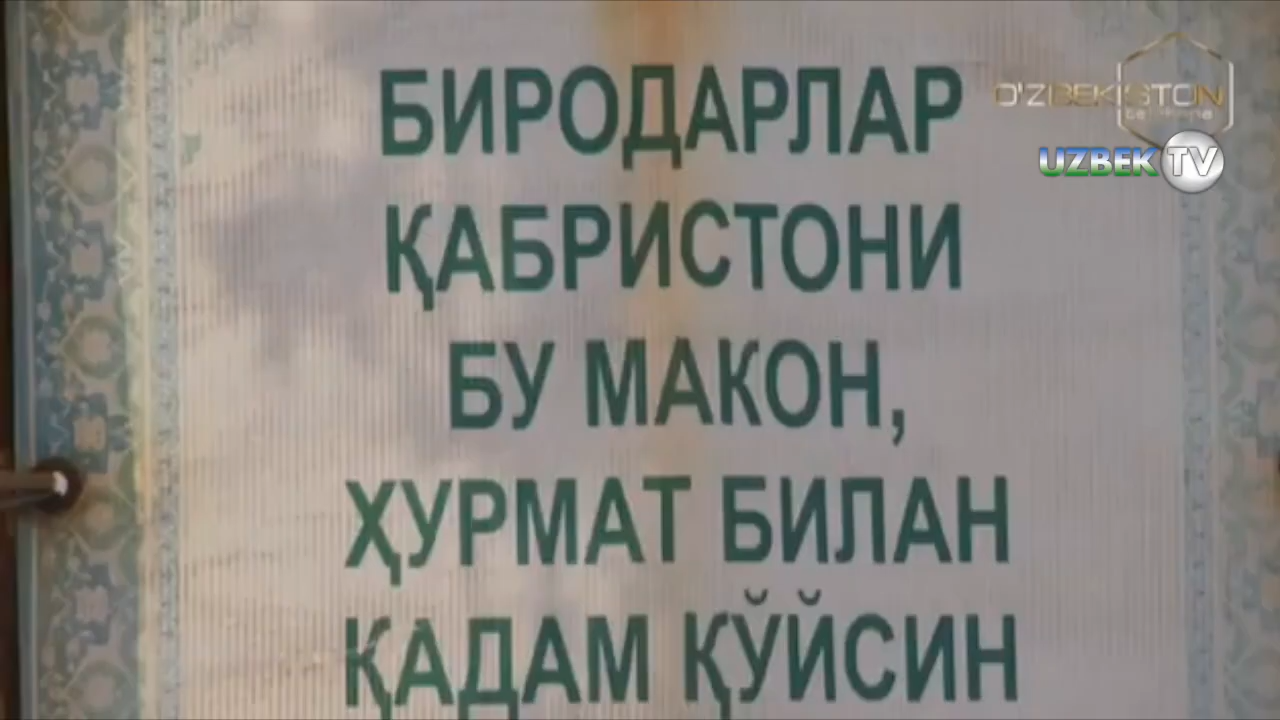 БИРОДАРЛАР
ҚАБРИСТОНИ
БУ МАКОН,
ҲУРМАТ БИЛАН
ҚАДАМ ҚЎЙСИН
O'ZBEKISTON
UZBEK TV